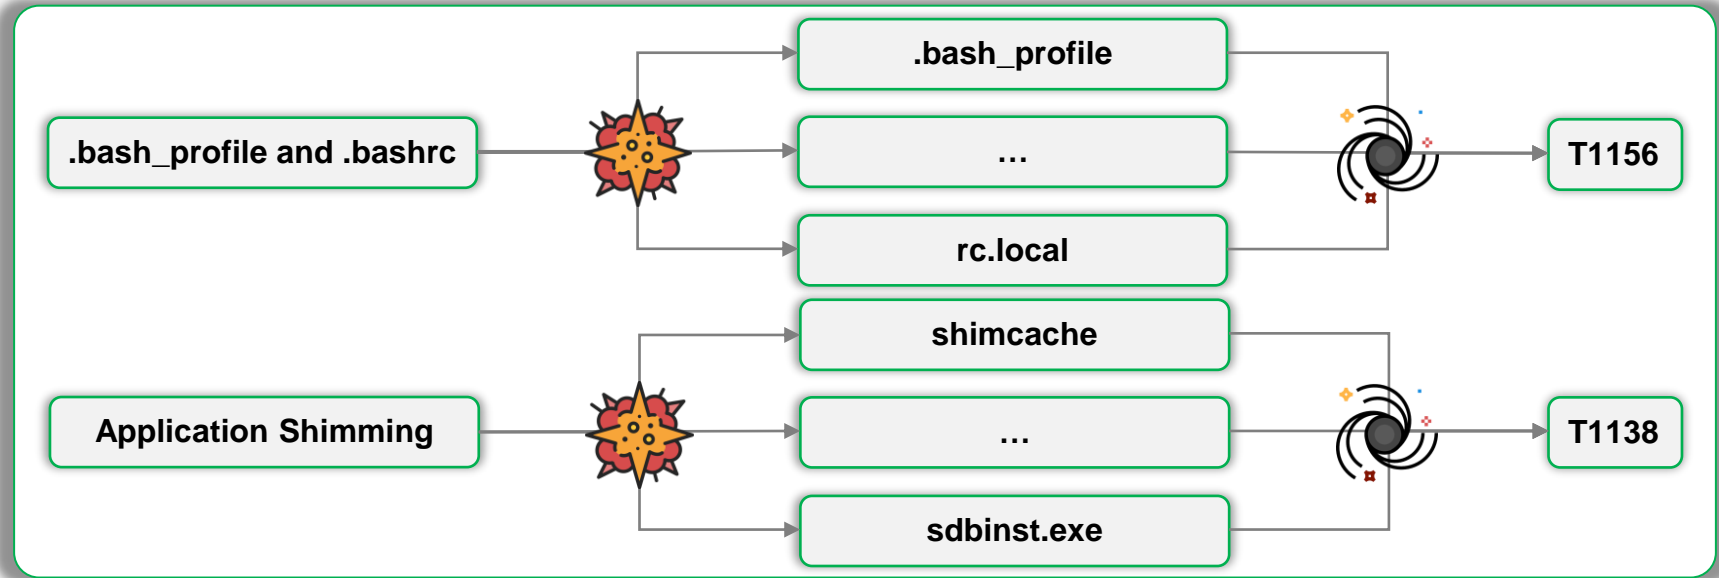 .bash_profile
.bash_profile and .bashrc
...
T1156
rc.local
shimcache
Application Shimming
...
T1138
sdbinst.exe